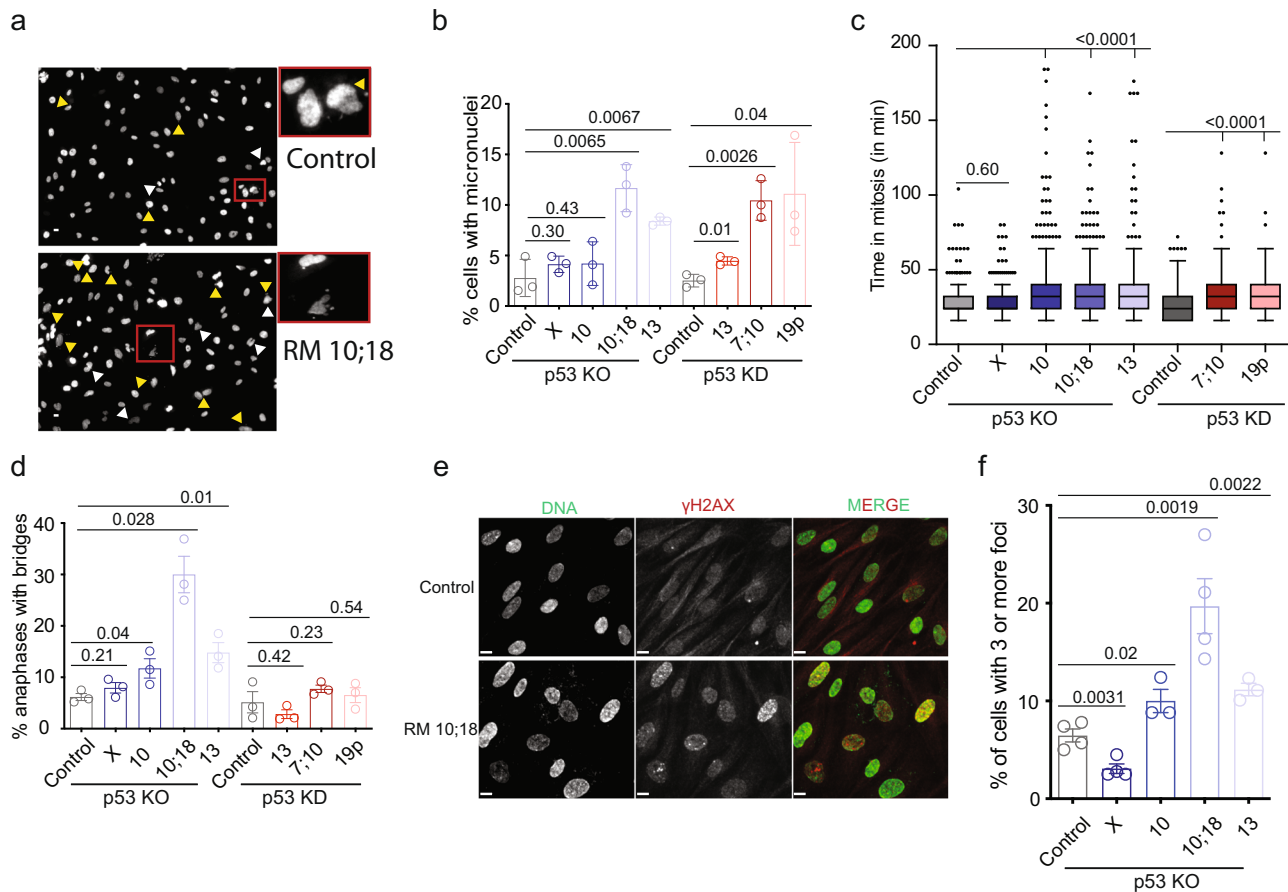 a
Control
RM 10;18
b
% cells with micronuclei
20
15
10
5
0
0.0067
0.0065
0.43
0.30
0.04
0.0026
0.01
Control
X
10
10;18
13
Control
13
7;10
19p
p53 KO
p53 KD
c
Time in mitosis (in min)
200
150
100
50
0
<0.0001
0.60
<0.0001
Control
X
10
10;18
13
Control
7;10
19p
p53 KO
p53 KD
d
% anaphases with bridges
40
30
20
10
0
0.01
0.028
0.04
0.21
0.54
0.23
0.42
Control
X
10
10;18
13
Control
13
7;10
19p
p53 KO
p53 KD
e
DNA
γH2AX
MERGE
Control
RM 10;18
f
% of cells with 3 or more foci
30
20
10
0
0.0022
0.0019
0.02
0.0031
Control
X
10
10;18
13
p53 KO